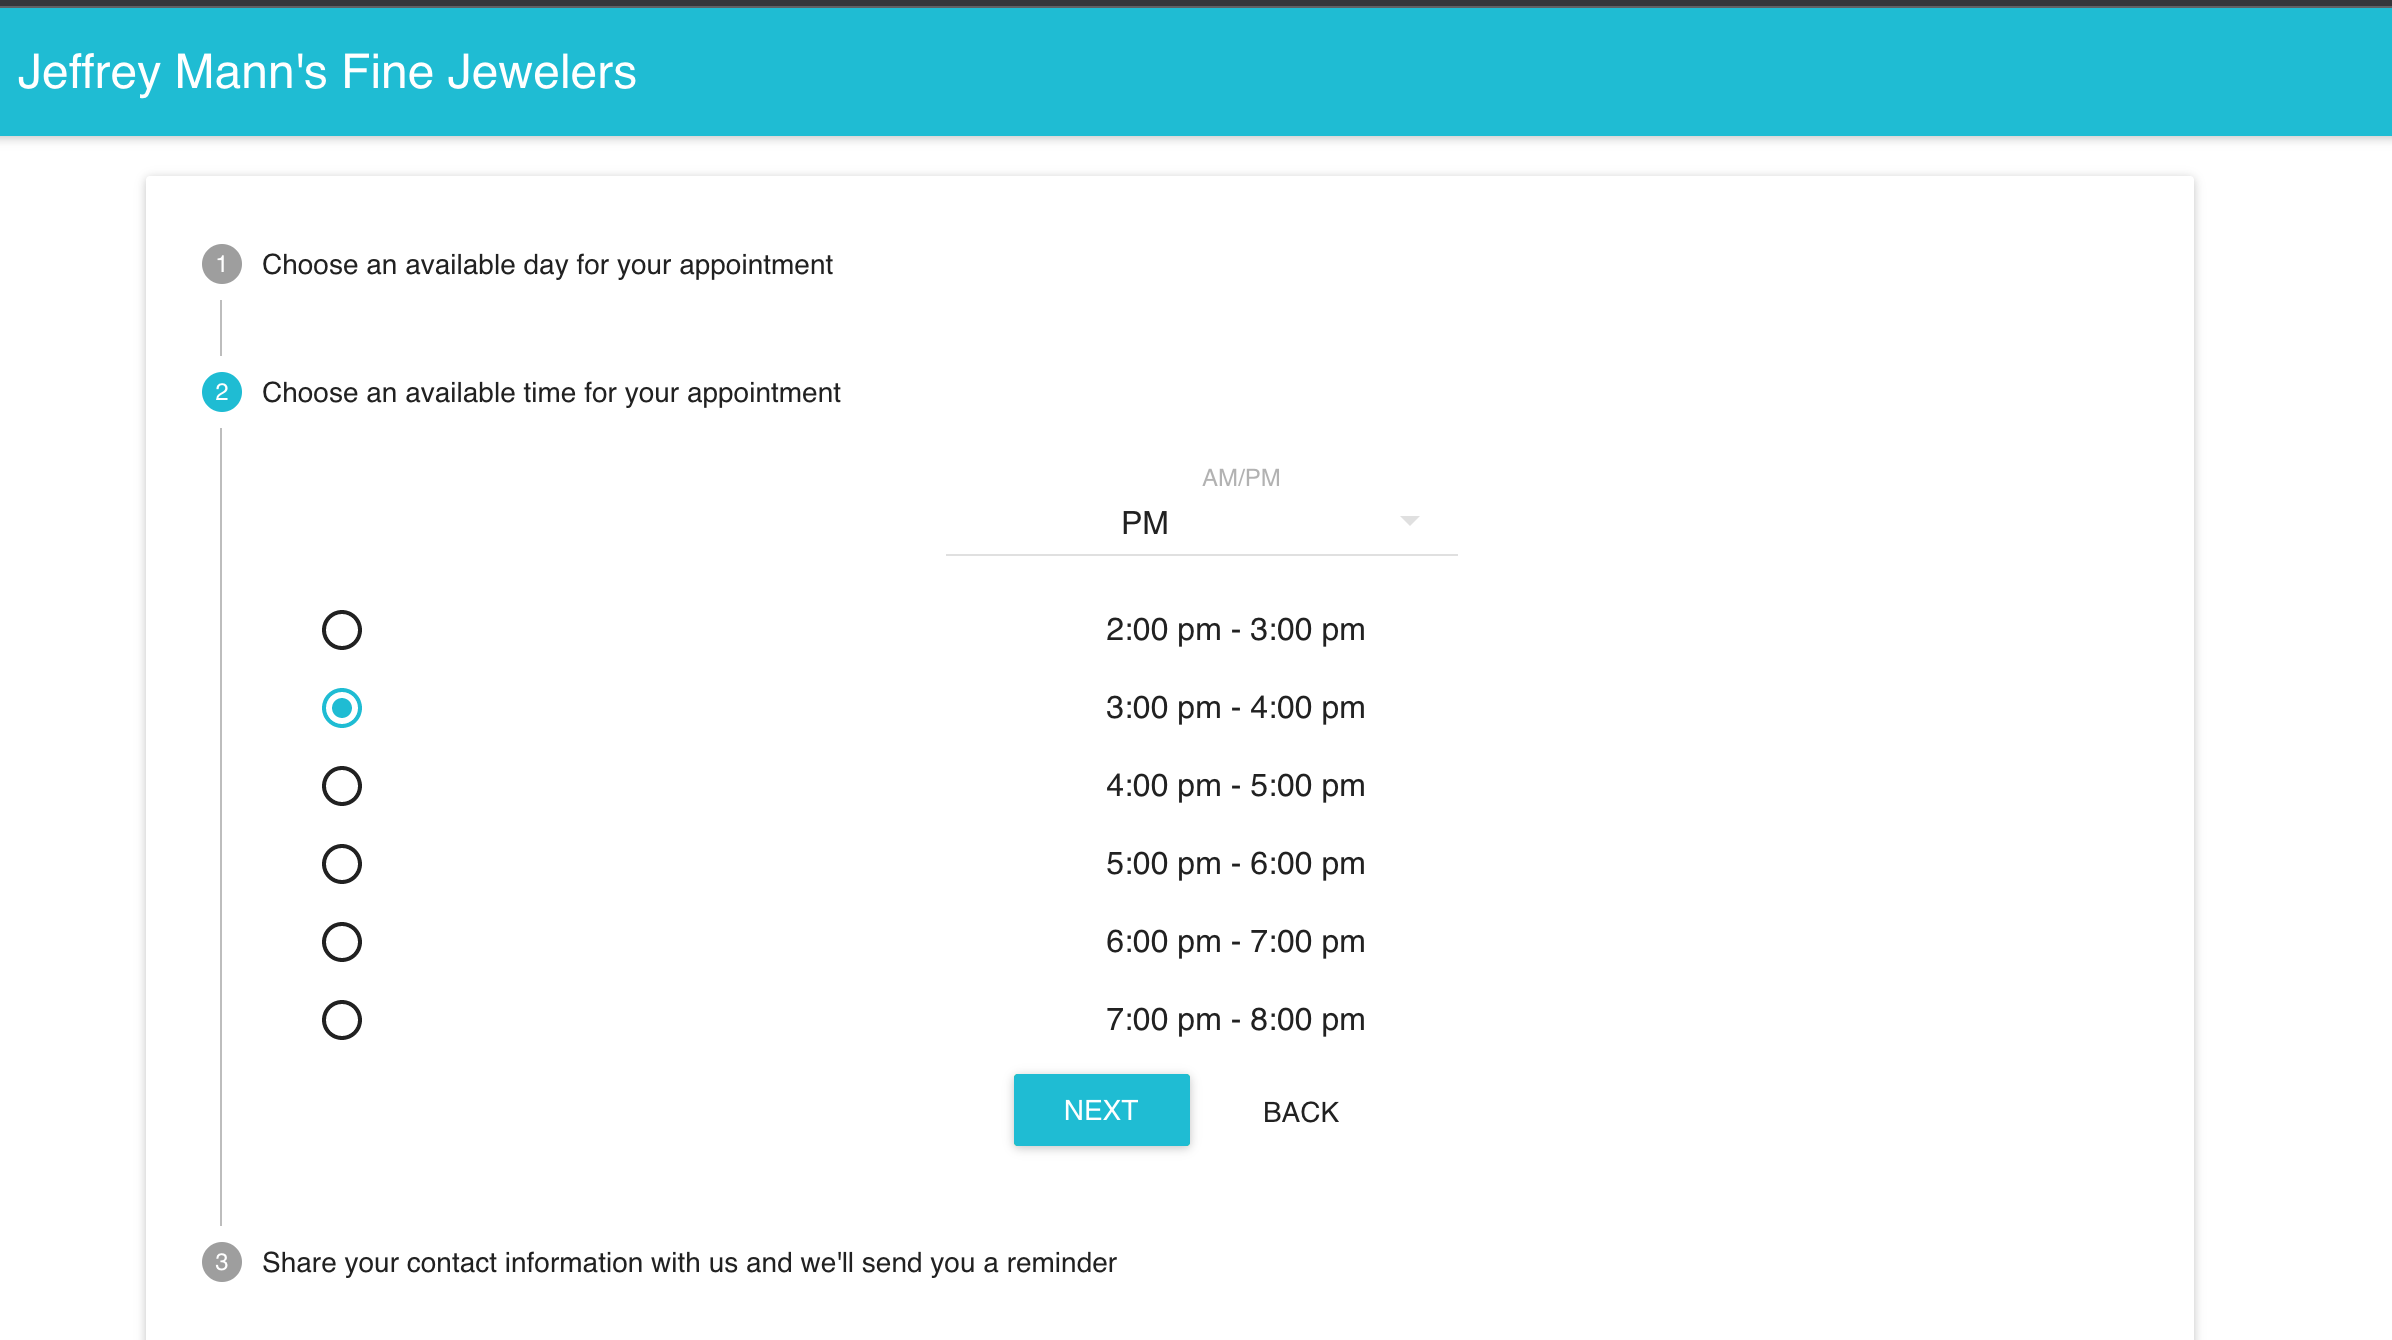 Jeffrey Mann's Fine Jewelers
1 Choose an available day for your appointment
2 Choose an available time for your appointment
AM/PM
PM
2:00 pm - 3:00 pm
3:00 pm - 4:00 pm
4:00 pm - 5:00 pm
5:00 pm - 6:00 pm
6:00 pm - 7:00 pm
7:00 pm - 8:00 pm
NEXT BACK
3 Share your contact information with us and we'll send you a reminder